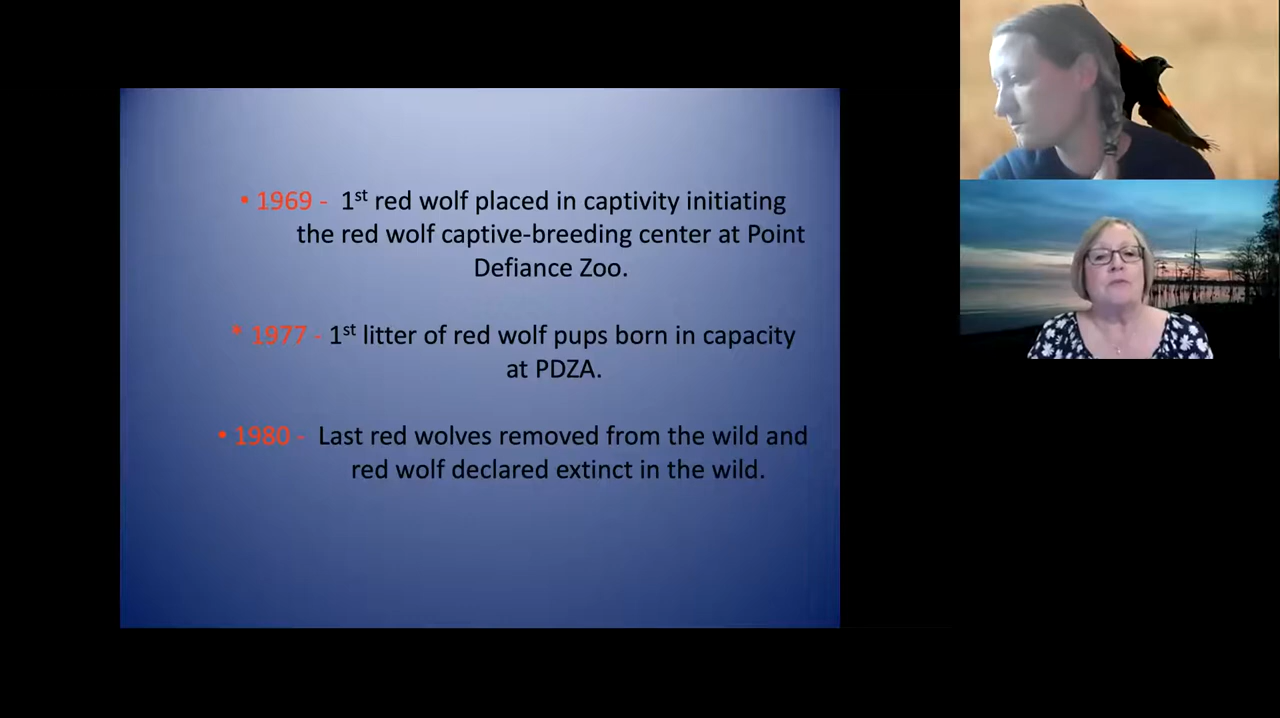 • 1969 - 1st red wolf placed in captivity initiating
the red wolf captive-breeding center at Point
Defiance Zoo.
* 1977 - 1st litter of red wolf pups born in capacity
at PDZA.
• 1980 - Last red wolves removed from the wild and
red wolf declared extinct in the wild.